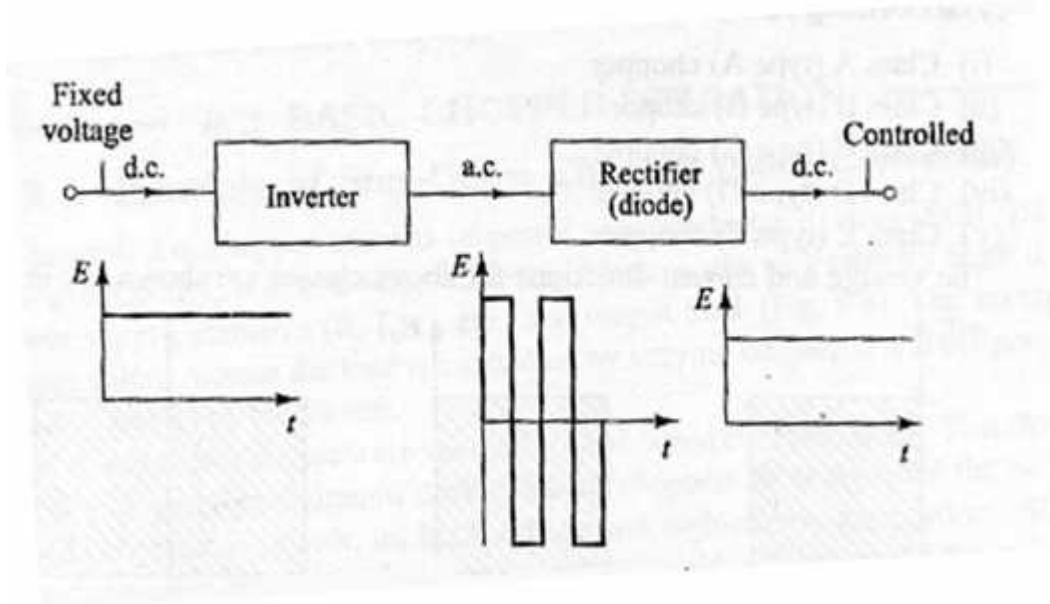 Fixed
voltage
d.c.
Inverter
a.c.
Rectifier
(diode)
d.c.
Controlled
E
t
E
t
E
t